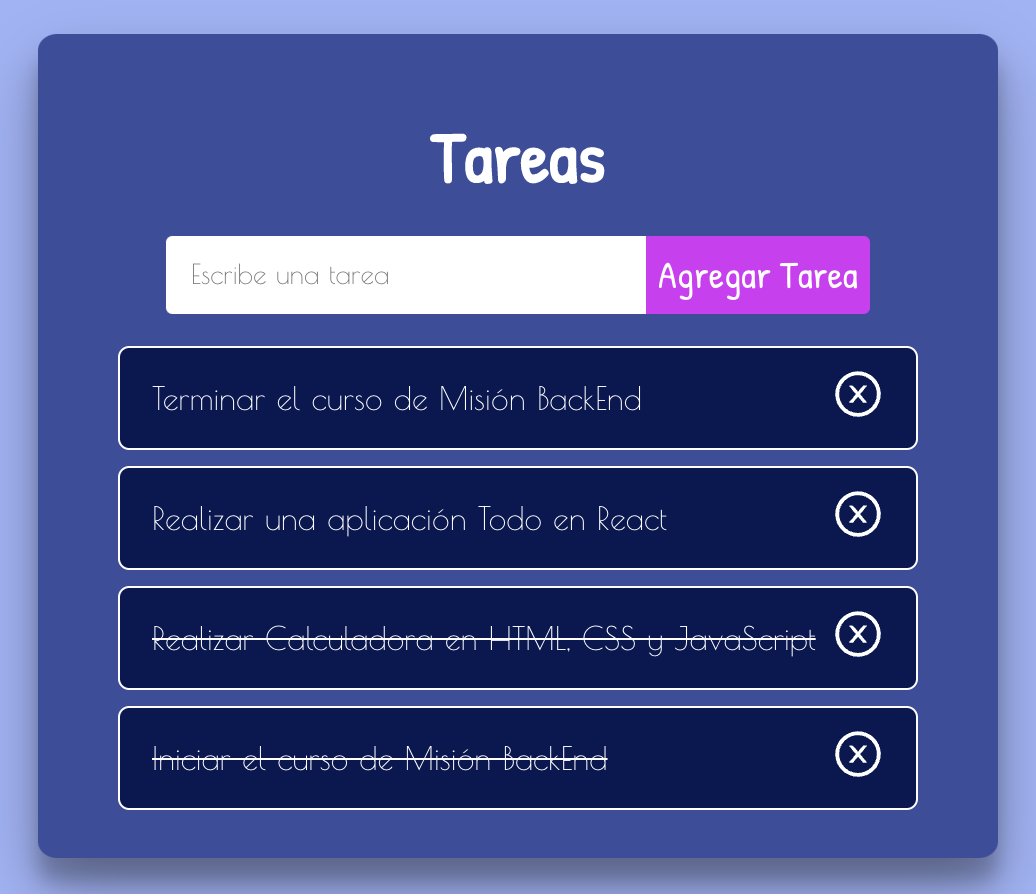 Tareas
Escribe una tarea
Agregar Tarea
Terminar el curso de Misión BackEnd
Realizar una aplicación Todo en React
Realizar Calculadora en HTML, CSS y JavaScript
Iniciar el curso de Misión BackEnd